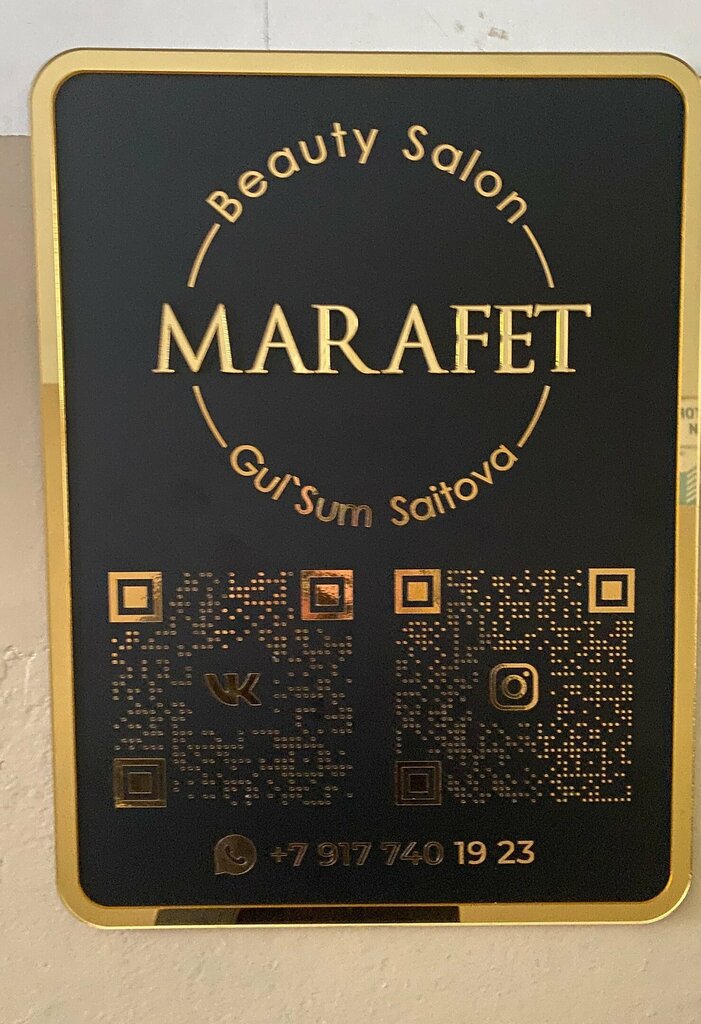 Beauty Salon
MARAFET
Gul`Sum Saitova
+7 917 740 19 23